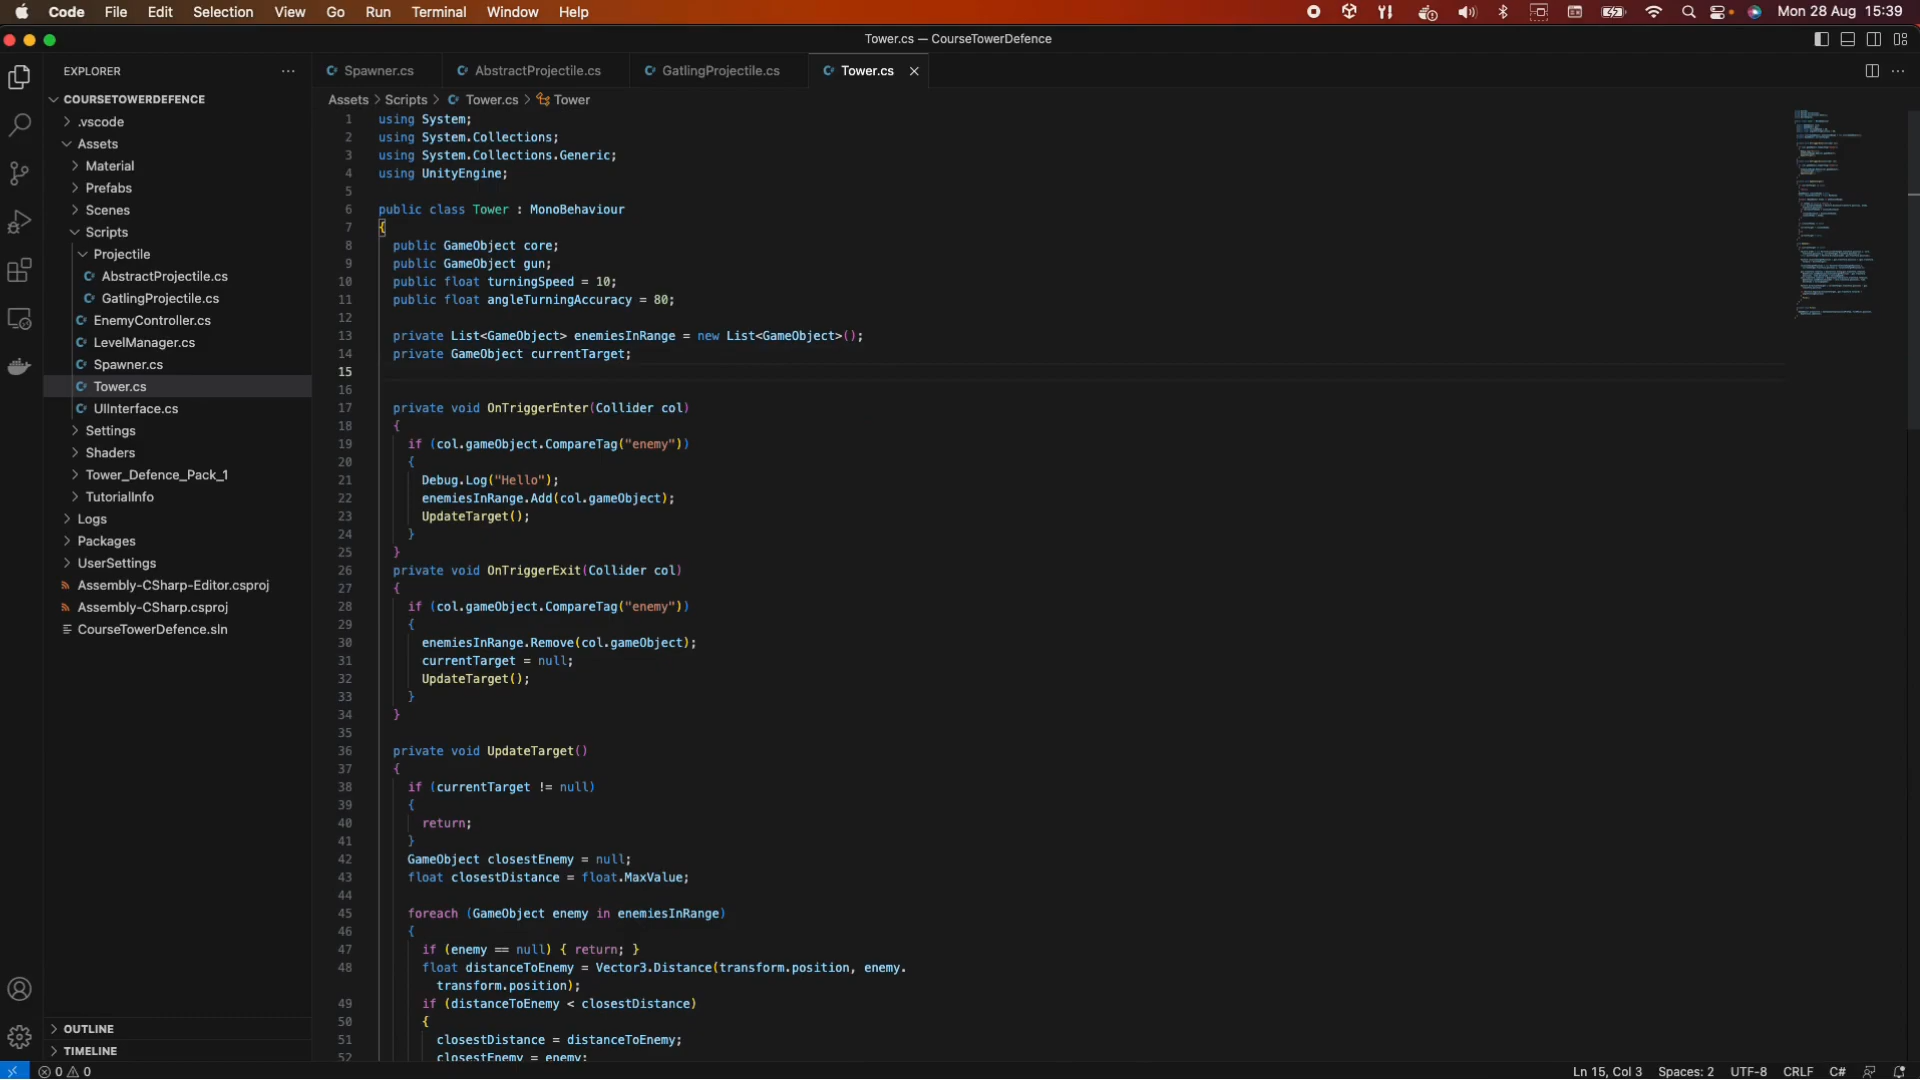 Code File Edit Selection View Go Run Terminal Window Help Mon 28 Aug 15:39
Tower.cs — CourseTowerDefence
EXPLORER
Spawner.cs AbstractProjectile.cs GatlingProjectile.cs Tower.cs
COURSETOWERDEFENCE
.vscode
Assets
Material
Prefabs
Scenes
Scripts
Projectile
AbstractProjectile.cs
GatlingProjectile.cs
EnemyController.cs
LevelManager.cs
Spawner.cs
Tower.cs
UIInterface.cs
Settings
Shaders
Tower_Defence_Pack_1
TutorialInfo
Logs
Packages
UserSettings
Assembly-CSharp-Editor.csproj
Assembly-CSharp.csproj
CourseTowerDefence.sln
OUTLINE
TIMELINE
Assets > Scripts > Tower.cs > Tower
1 using System;
2 using System.Collections;
3 using System.Collections.Generic;
4 using UnityEngine;
5
6 public class Tower : MonoBehaviour
7 {
8 public GameObject core;
9 public GameObject gun;
10 public float turningSpeed = 10;
11 public float angleTurningAccuracy = 80;
12
13 private List<GameObject> enemiesInRange = new List<GameObject>();
14 private GameObject currentTarget;
15
16
17 private void OnTriggerEnter(Collider col)
18 {
19 if (col.gameObject.CompareTag("enemy"))
20 {
21 Debug.Log("Hello");
22 enemiesInRange.Add(col.gameObject);
23 UpdateTarget();
24 }
25 }
26 private void OnTriggerExit(Collider col)
27 {
28 if (col.gameObject.CompareTag("enemy"))
29 {
30 enemiesInRange.Remove(col.gameObject);
31 currentTarget = null;
32 UpdateTarget();
33 }
34 }
35
36 private void UpdateTarget()
37 {
38 if (currentTarget != null)
39 {
40 return;
41 }
42 GameObject closestEnemy = null;
43 float closestDistance = float.MaxValue;
44
45 foreach (GameObject enemy in enemiesInRange)
46 {
47 if (enemy == null) { return; }
48 float distanceToEnemy = Vector3.Distance(transform.position, enemy.
transform.position);
49 if (distanceToEnemy < closestDistance)
50 {
51 closestDistance = distanceToEnemy;
52 closestEnemy = enemy;
0 0 Ln 15, Col 3 Spaces: 2 UTF-8 CRLF C#